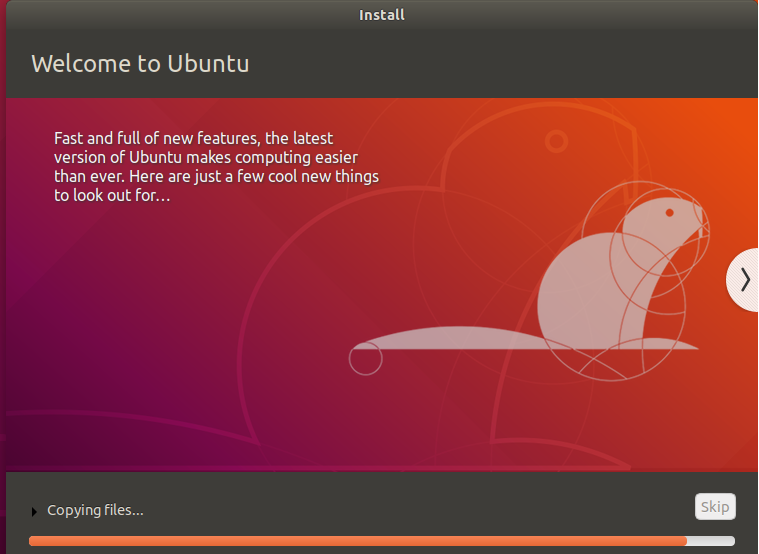 Install
Welcome to Ubuntu
Fast and full of new features, the latest
version of Ubuntu makes computing easier
than ever. Here are just a few cool new things
to look out for…
Copying files...
Skip